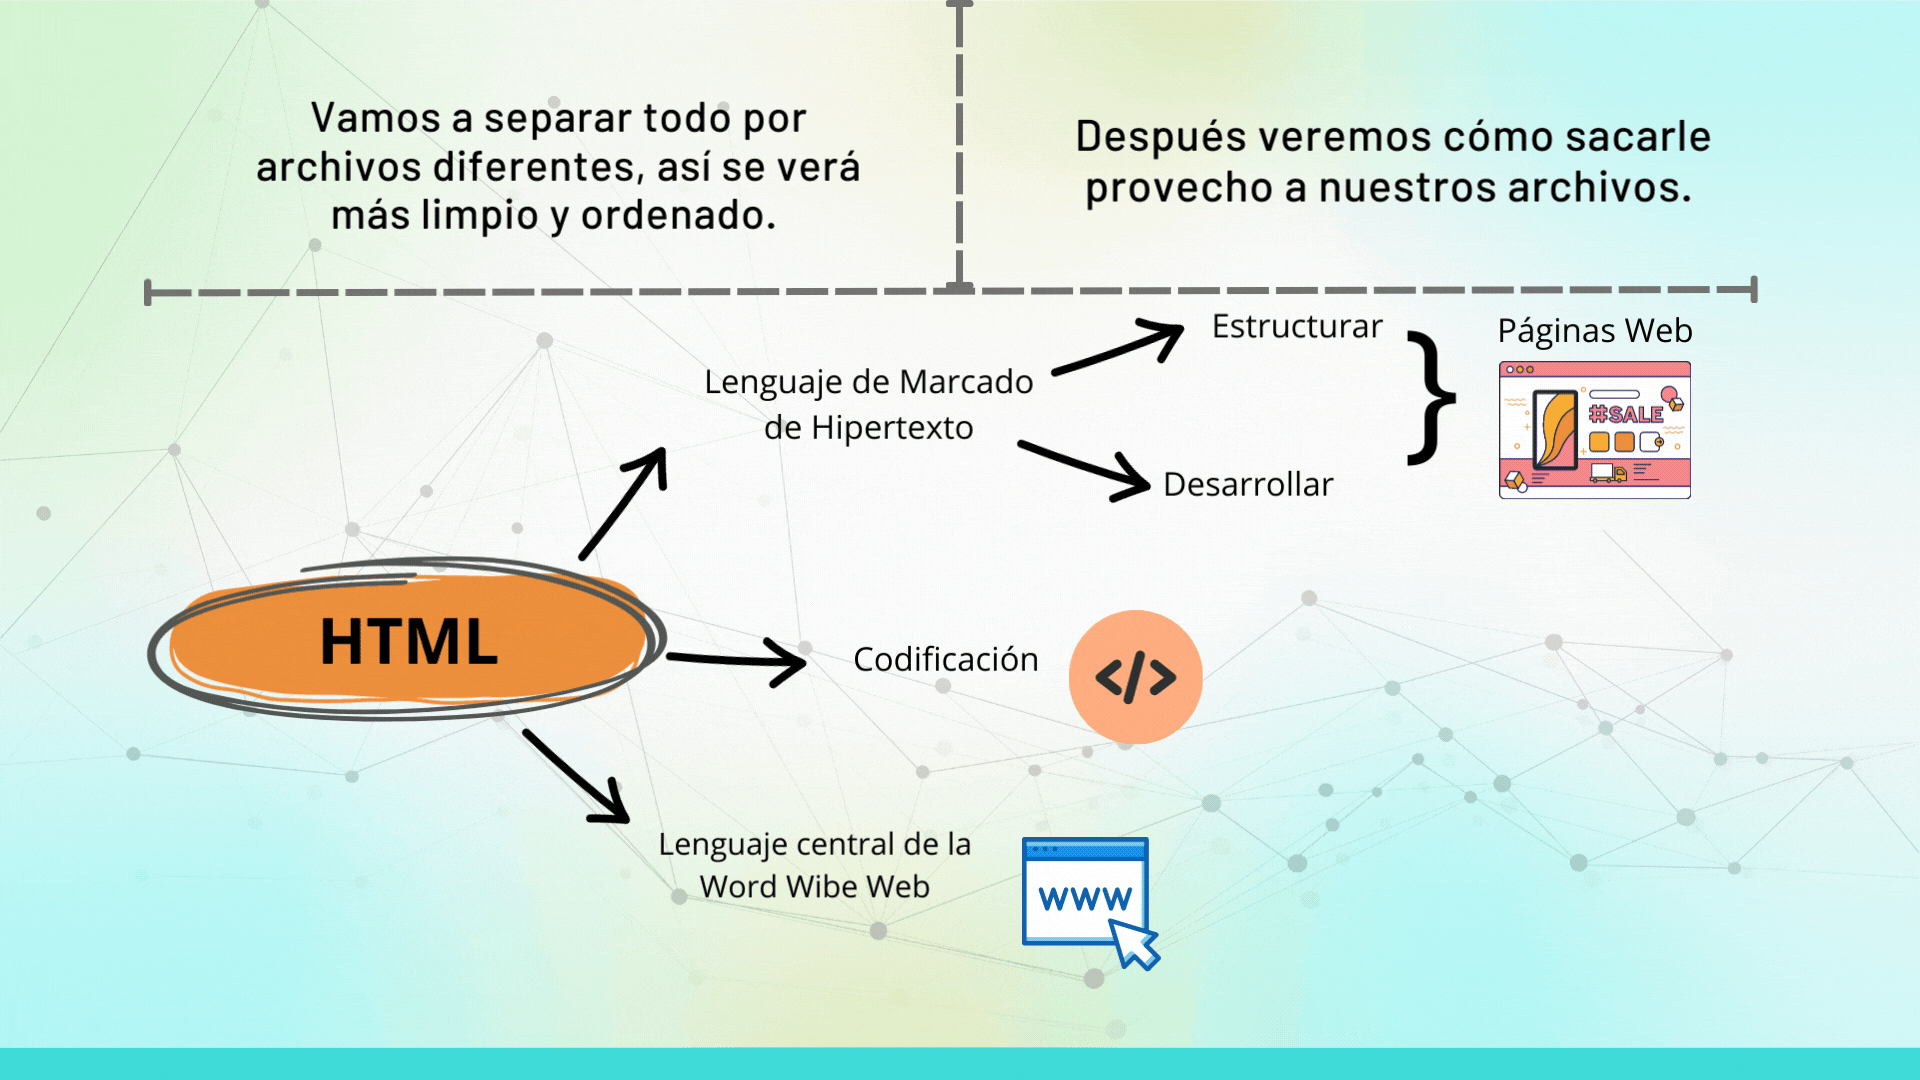 Vamos a separar todo por
archivos diferentes, así se verá
más limpio y ordenado.
Después veremos cómo sacarle
provecho a nuestros archivos.
Estructurar
Páginas Web
Lenguaje de Marcado
de Hipertexto
#SALE
Desarrollar
HTML
Codificación
</>
Lenguaje central de la
Word Wibe Web
WWW